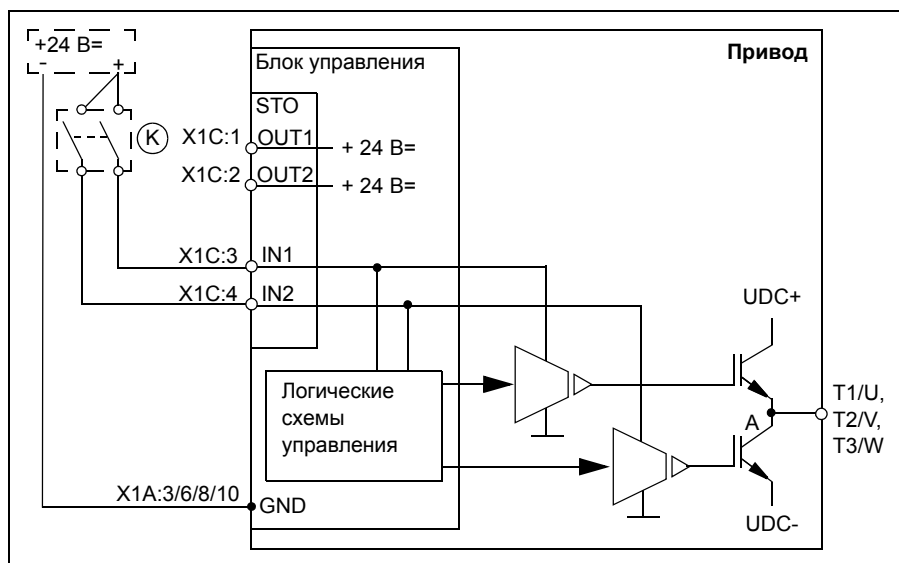 +24 В=
- +
Привод
Блок управления
STO
K
X1C:1
OUT1
+ 24 В=
X1C:2
OUT2
+ 24 В=
X1C:3
IN1
X1C:4
IN2
UDC+
Логические
схемы
управления
A
T1/U,
T2/V,
T3/W
X1A:3/6/8/10
GND
UDC-